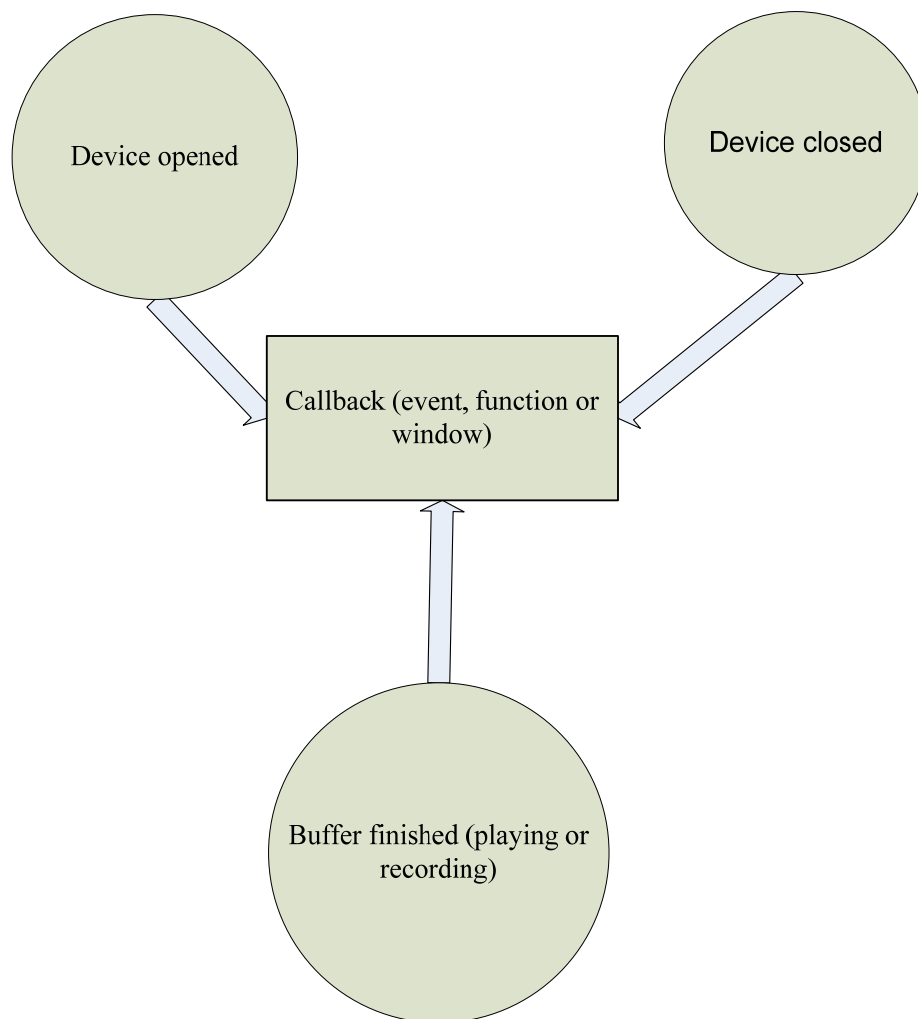 Device opened
Device closed
Callback (event, function or
window)
Buffer finished (playing or
recording)